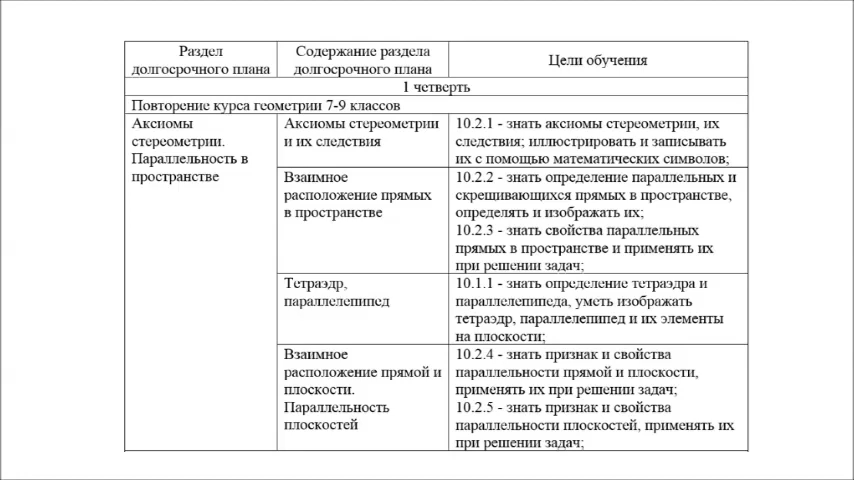 Раздел
долгосрочного плана
Содержание раздела
долгосрочного плана
Цели обучения
1 четверть
Повторение курса геометрии 7-9 классов
Аксиомы
стереометрии.
Параллельность в
пространстве
Аксиомы стереометрии
и их следствия
10.2.1 - знать аксиомы стереометрии, их
следствия; иллюстрировать и записывать
их с помощью математических символов;
Взаимное
расположение прямых
в пространстве
10.2.2 - знать определение параллельных и
скрещивающихся прямых в пространстве,
определять и изображать их;
10.2.3 - знать свойства параллельных
прямых в пространстве и применять их
при решении задач;
Тетраэдр,
параллелепипед
10.1.1 - знать определение тетраэдра и
параллелепипеда, уметь изображать
тетраэдр, параллелепипед и их элементы
на плоскости;
Взаимное
расположение прямой и
плоскости.
Параллельность
плоскостей
10.2.4 - знать признак и свойства
параллельности прямой и плоскости,
применять их при решении задач;
10.2.5 - знать признак и свойства
параллельности плоскостей, применять их
при решении задач;